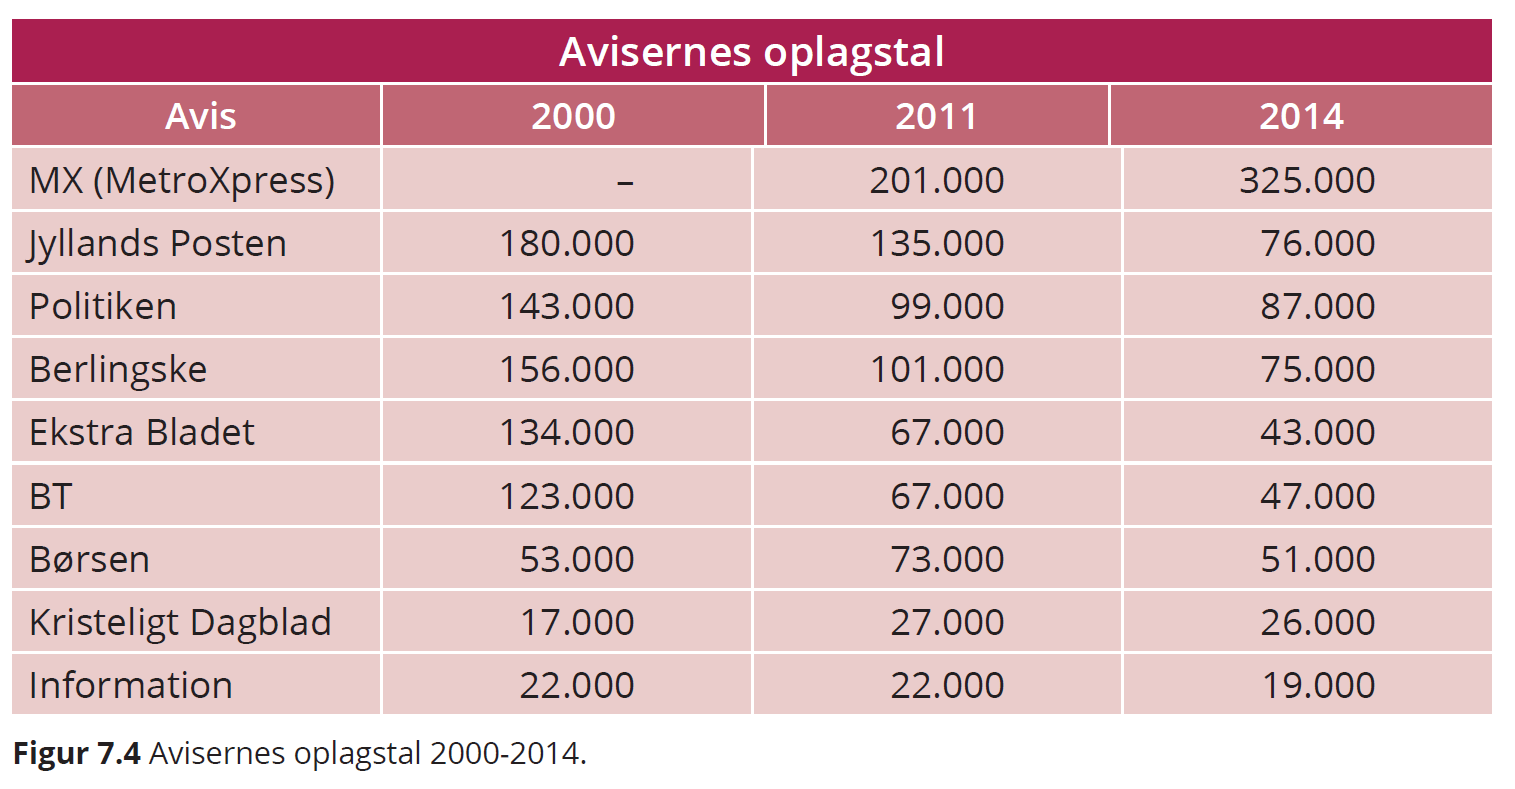 Avisernes oplagstal
Avis 2000 2011 2014
MX (MetroXpress) – 201.000 325.000
Jyllands Posten 180.000 135.000 76.000
Politiken 143.000 99.000 87.000
Berlingske 156.000 101.000 75.000
Ekstra Bladet 134.000 67.000 43.000
BT 123.000 67.000 47.000
Børsen 53.000 73.000 51.000
Kristeligt Dagblad 17.000 27.000 26.000
Information 22.000 22.000 19.000
Figur 7.4 Avisernes oplagstal 2000-2014.